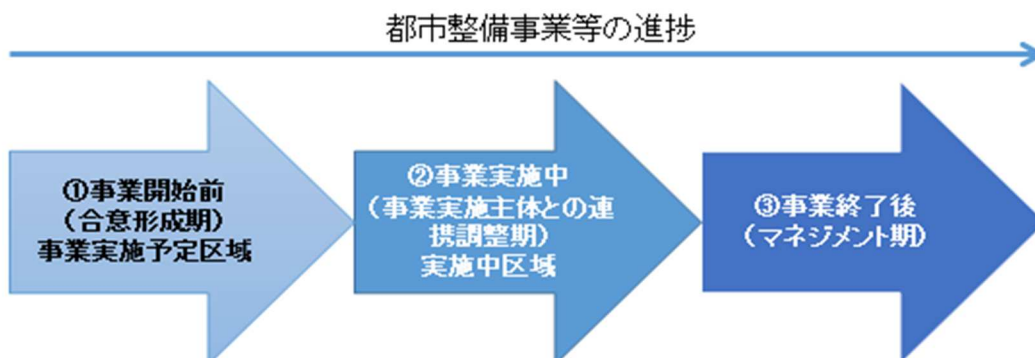 都市整備事業等の進捗
①事業開始前
（合意形成期）
事業実施予定区域
②事業実施中
（事業実施主体との連
携調整期）
実施中区域
③事業終了後
（マネジメント期）